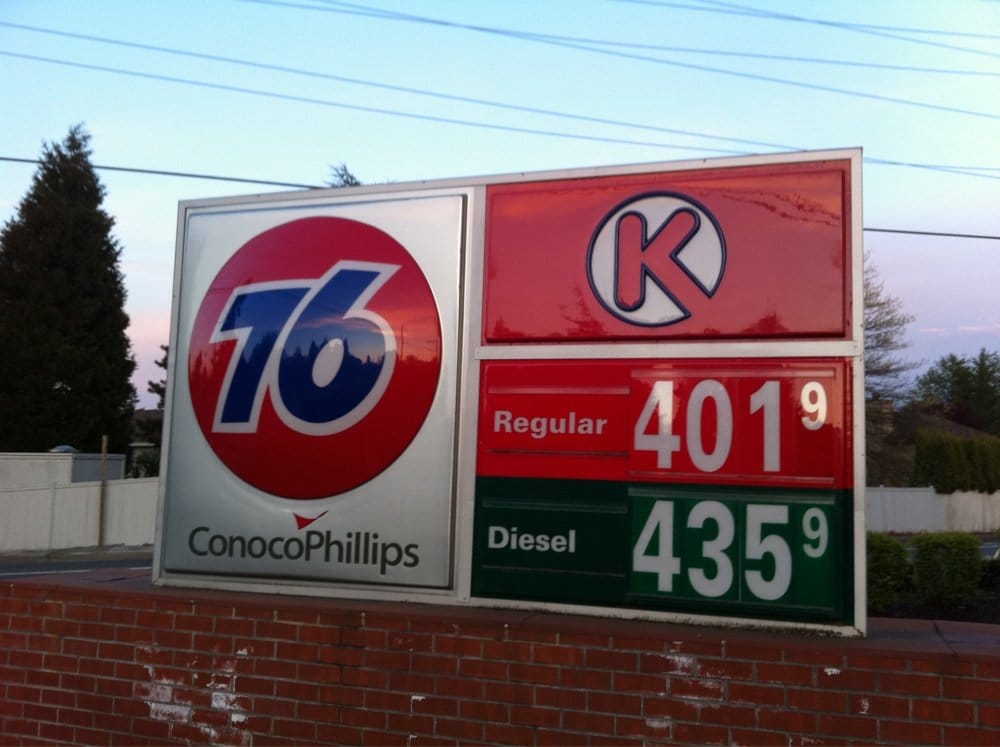 76
ConocoPhillips
K
Regular 401 9
Diesel 435 9